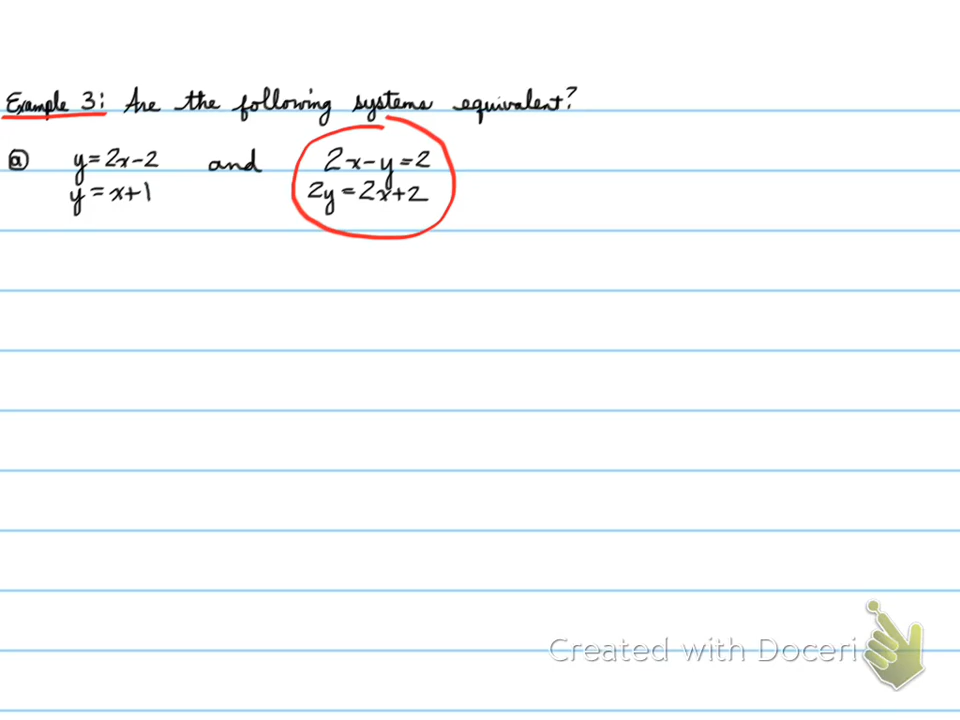 Example 3: Are the following systems equivalent?
ⓐ y=2x-2 and 2x-y=2
y=x+1 2y=2x+2
Created with Doceri